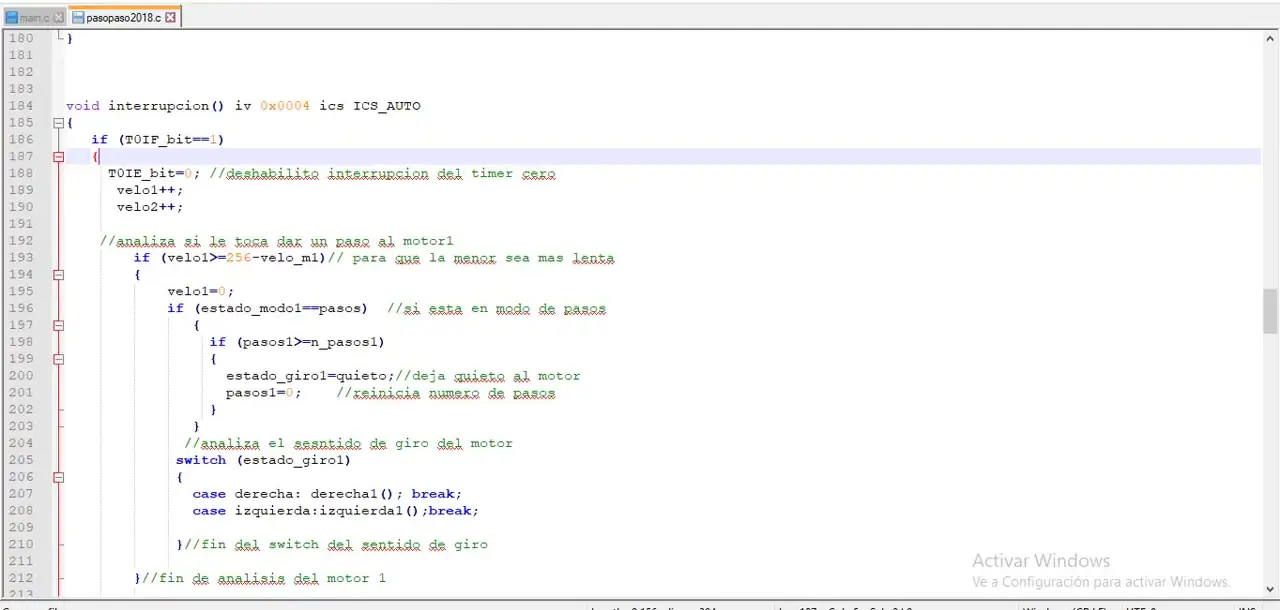 main.c
pasopaso2018.c
180 }
181
182
183
184 void interrupcion() iv 0x0004 ics ICS_AUTO
185 {
186 if (T0IF_bit==1)
187 {
188 T0IE_bit=0; //deshabilito interrupcion del timer cero
189 velo1++;
190 velo2++;
191
192 //analiza si le toca dar un paso al motor1
193 if (velo1>=256-velo_m1)// para que la menor sea mas lenta
194 {
195 velo1=0;
196 if (estado_modo1==pasos) //si esta en modo de pasos
197 {
198 if (pasos1>=n_pasos1)
199 {
200 estado_giro1=quieto;//deja quieto al motor
201 pasos1=0; //reinicia numero de pasos
202 }
203 }
204 //analiza el sesntido de giro del motor
205 switch (estado_giro1)
206 {
207 case derecha: derecha1(); break;
208 case izquierda:izquierda1();break;
209
210 }//fin del switch del sentido de giro
211
212 }//fin de analisis del motor 1
213
Activar Windows
Ve a Configuración para activar Windows.